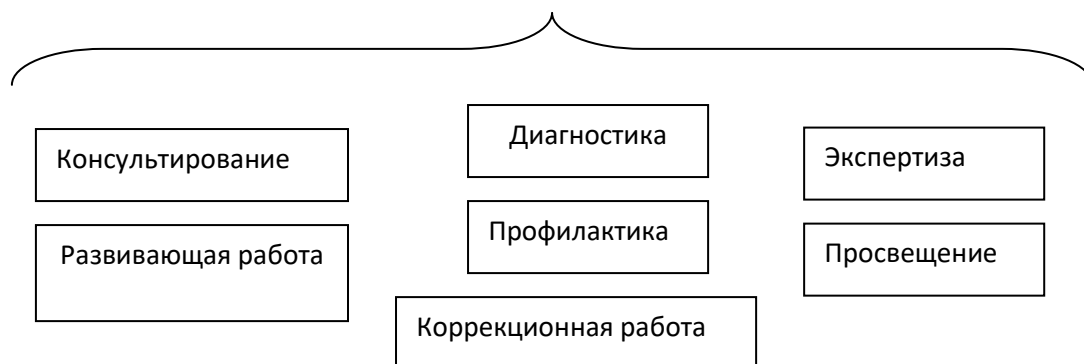 Консультирование
Развивающая работа
Диагностика
Профилактика
Коррекционная работа
Экспертиза
Просвещение